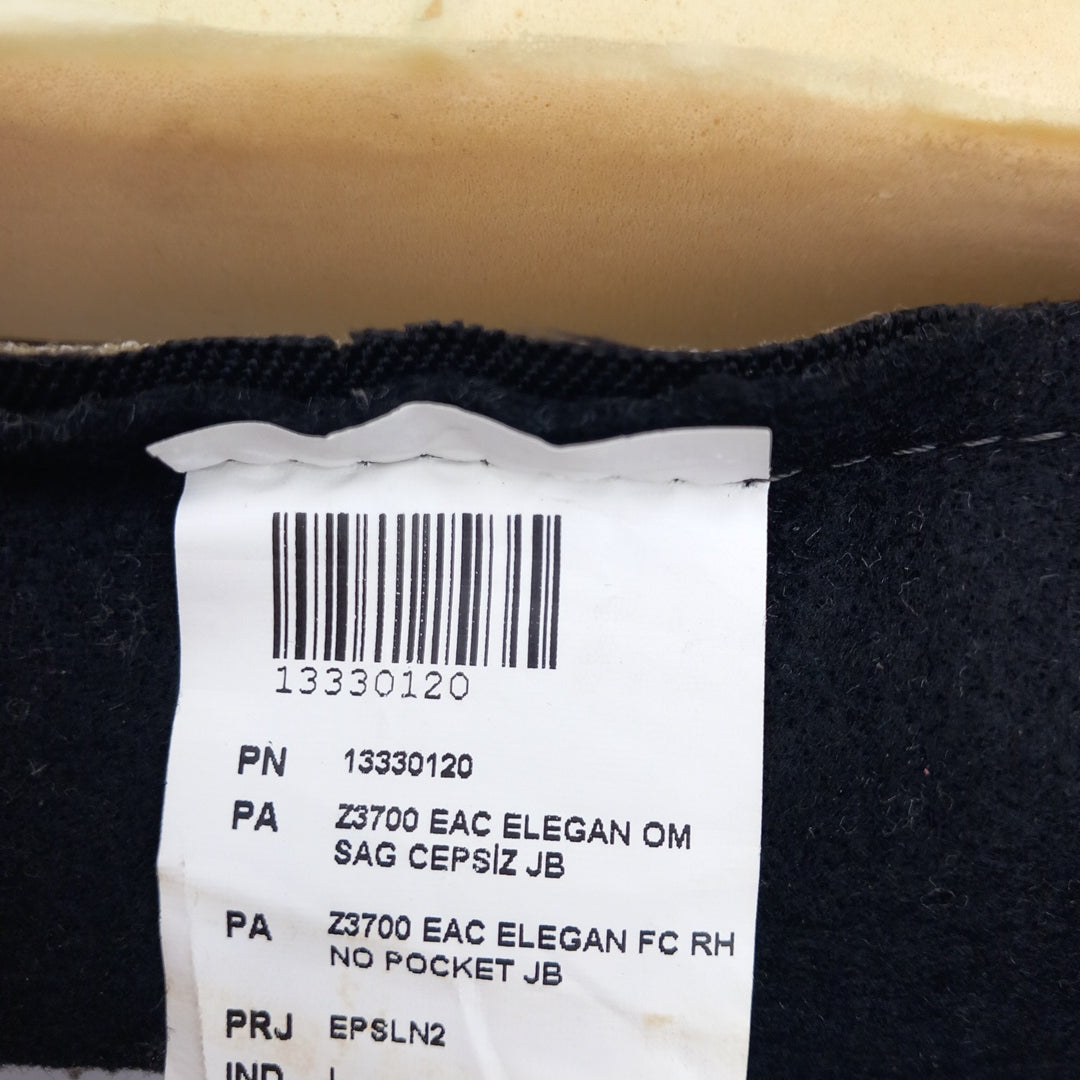 13330120
PN 13330120
PA Z3700 EAC ELEGAN OM
SAG CEPSİZ JB
PA Z3700 EAC ELEGAN FC RH
NO POCKET JB
PRJ EPSLN2
IND